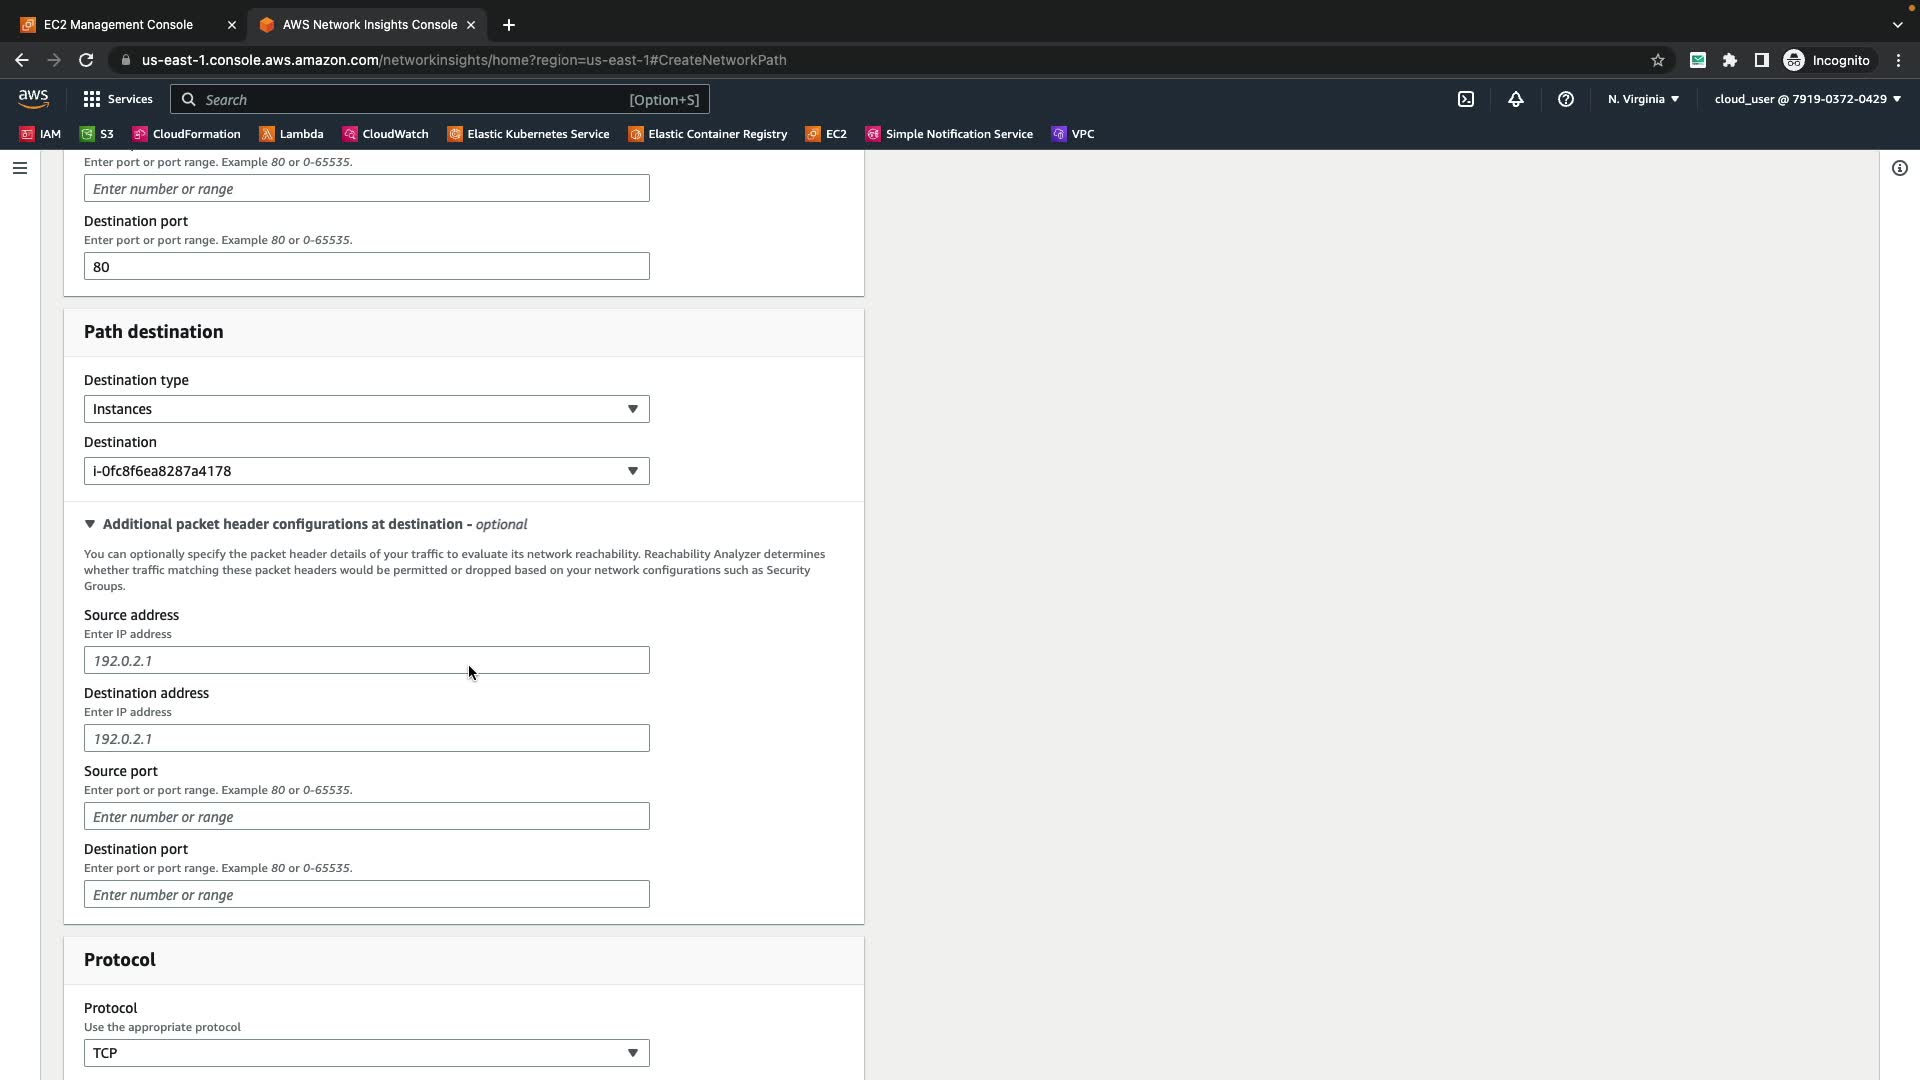 EC2 Management Console
AWS Network Insights Console
us-east-1.console.aws.amazon.com/networkinsights/home?region=us-east-1#CreateNetworkPath
Incognito
aws
Services
Search
[Option+S]
N. Virginia
cloud_user @ 7919-0372-0429
IAM
S3
CloudFormation
Lambda
CloudWatch
Elastic Kubernetes Service
Elastic Container Registry
EC2
Simple Notification Service
VPC
Enter port or port range. Example 80 or 0-65535.
Enter number or range
Destination port
Enter port or port range. Example 80 or 0-65535.
80
Path destination
Destination type
Instances
Destination
i-0fc8f6ea8287a4178
Additional packet header configurations at destination - optional
You can optionally specify the packet header details of your traffic to evaluate its network reachability. Reachability Analyzer determines
whether traffic matching these packet headers would be permitted or dropped based on your network configurations such as Security
Groups.
Source address
Enter IP address
192.0.2.1
Destination address
Enter IP address
192.0.2.1
Source port
Enter port or port range. Example 80 or 0-65535.
Enter number or range
Destination port
Enter port or port range. Example 80 or 0-65535.
Enter number or range
Protocol
Protocol
Use the appropriate protocol
TCP